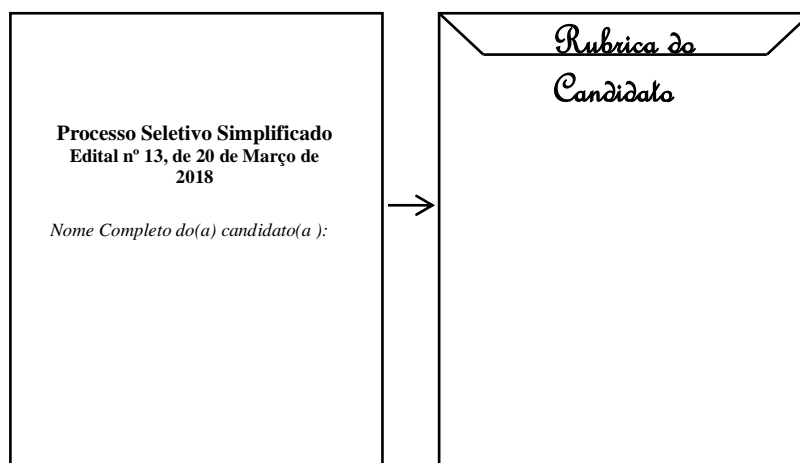 Processo Seletivo Simplificado
Edital nº 13, de 20 de Março de
2018
Nome Completo do(a) candidato(a ):
Rubrica do
Candidato